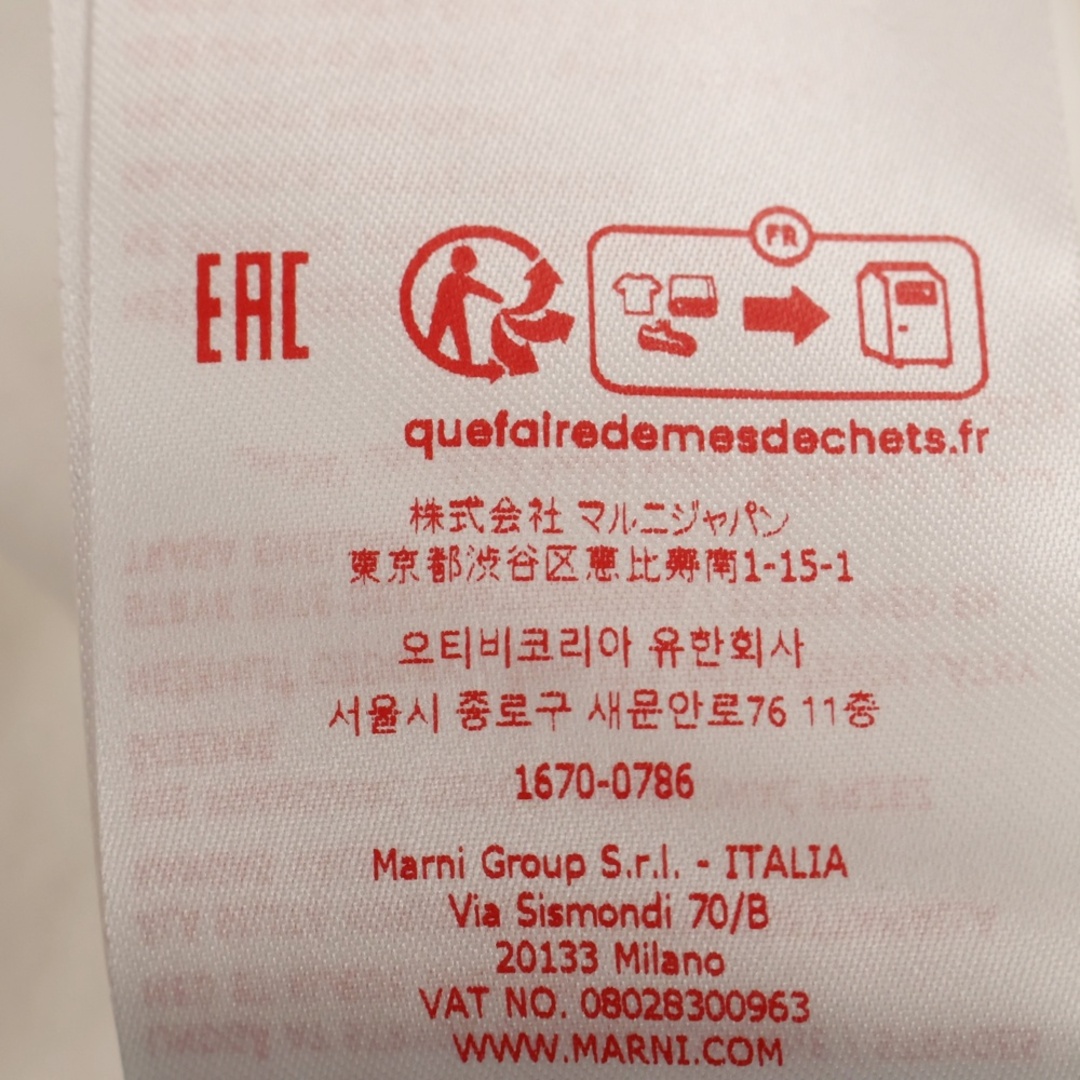 EAC
FR
quefairedemesdechets.fr
株式会社 マルニジャパン
東京都渋谷区恵比寿南1-15-1
오티비코리아 유한회사
서울시 종로구 새문안로76 11층
1670-0786
Marni Group S.r.l. - ITALIA
Via Sismondi 70/B
20133 Milano
VAT NO. 08028300963
WWW.MARNI.COM